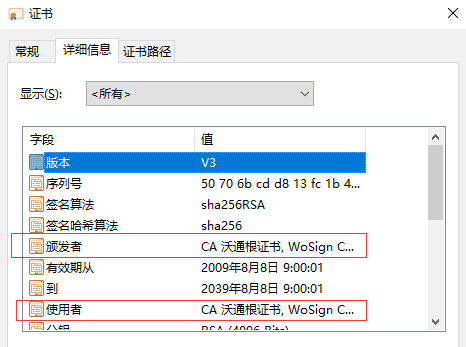 证书
常规 详细信息 证书路径
显示(S): <所有>
字段 值
版本 V3
序列号 50 70 6b cd d8 13 fc 1b 4...
签名算法 sha256RSA
签名哈希算法 sha256
颁发者 CA 沃通根证书, WoSign C...
有效期从 2009年8月8日 9:00:01
到 2039年8月8日 9:00:01
使用者 CA 沃通根证书, WoSign C...
公钥 RSA (4096 Bits)